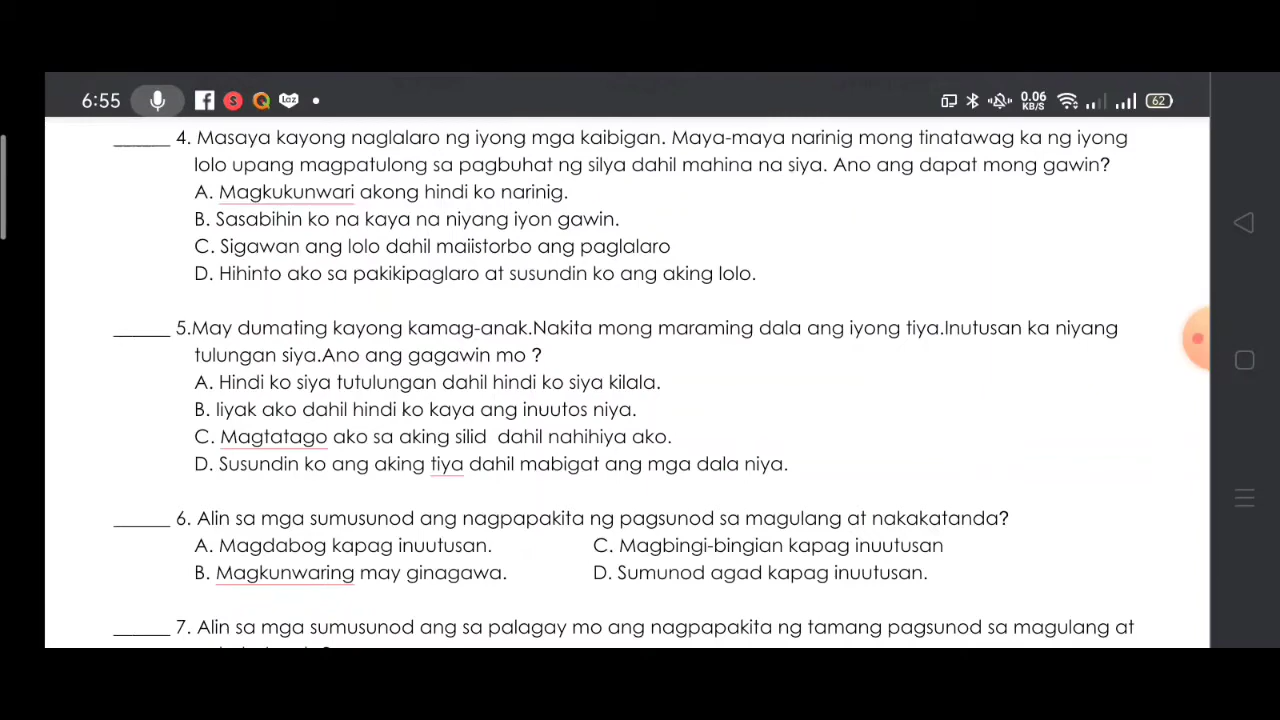 6:55
S
Q
Laz
0.06
KB/S
62
______ 4. Masaya kayong naglalaro ng iyong mga kaibigan. Maya-maya narinig mong tinatawag ka ng iyong
lolo upang magpatulong sa pagbuhat ng silya dahil mahina na siya. Ano ang dapat mong gawin?
A. Magkukunwari akong hindi ko narinig.
B. Sasabihin ko na kaya na niyang iyon gawin.
C. Sigawan ang lolo dahil maiistorbo ang paglalaro
D. Hihinto ako sa pakikipaglaro at susundin ko ang aking lolo.
______ 5.May dumating kayong kamag-anak.Nakita mong maraming dala ang iyong tiya.Inutusan ka niyang
tulungan siya.Ano ang gagawin mo ?
A. Hindi ko siya tutulungan dahil hindi ko siya kilala.
B. Iiyak ako dahil hindi ko kaya ang inuutos niya.
C. Magtatago ako sa aking silid  dahil nahihiya ako.
D. Susundin ko ang aking tiya dahil mabigat ang mga dala niya.
______ 6. Alin sa mga sumusunod ang nagpapakita ng pagsunod sa magulang at nakakatanda?
A. Magdabog kapag inuutusan. C. Magbingi-bingian kapag inuutusan
B. Magkunwaring may ginagawa. D. Sumunod agad kapag inuutusan.
______ 7. Alin sa mga sumusunod ang sa palagay mo ang nagpapakita ng tamang pagsunod sa magulang at